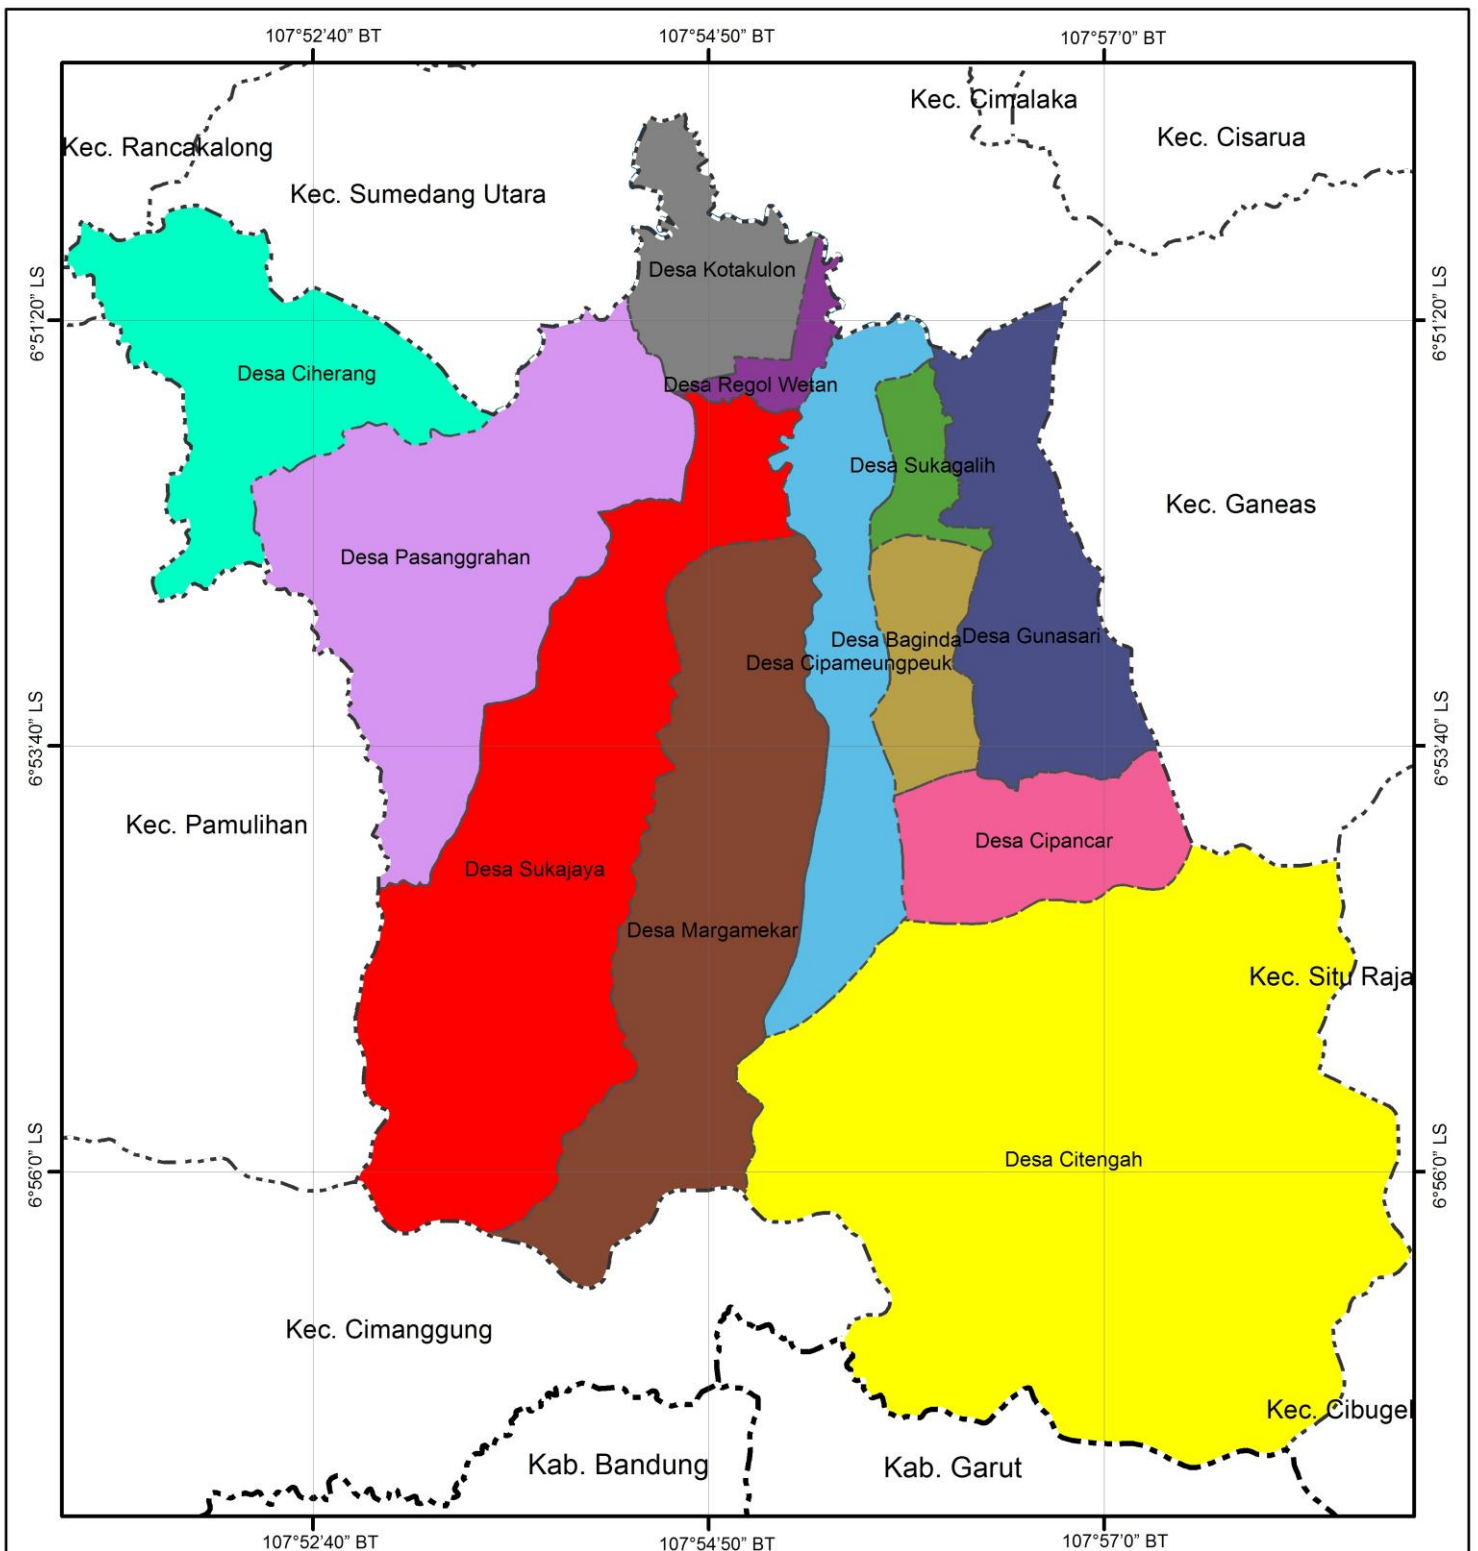 107°52'40" BT
107°54'50" BT
107°57'0" BT
Kec. Cimalaka
Kec. Cisarua
Kec. Rancakalong
Kec. Sumedang Utara
Desa Kotakulon
6°51'20" LS
6°51'20" LS
Desa Ciherang
Desa Regol Wetan
Desa Sukagalih
Kec. Ganeas
Desa Pasanggrahan
Desa Baginda
Desa Gunasari
Desa Cipameungpeuk
6°53'40" LS
6°53'40" LS
Kec. Pamulihan
Desa Cipancar
Desa Sukajaya
Desa Margamekar
Kec. Situ Raja
Desa Citengah
6°56'0" LS
6°56'0" LS
Kec. Cimanggung
Kec. Cibugel
Kab. Bandung
Kab. Garut
107°52'40" BT
107°54'50" BT
107°57'0" BT